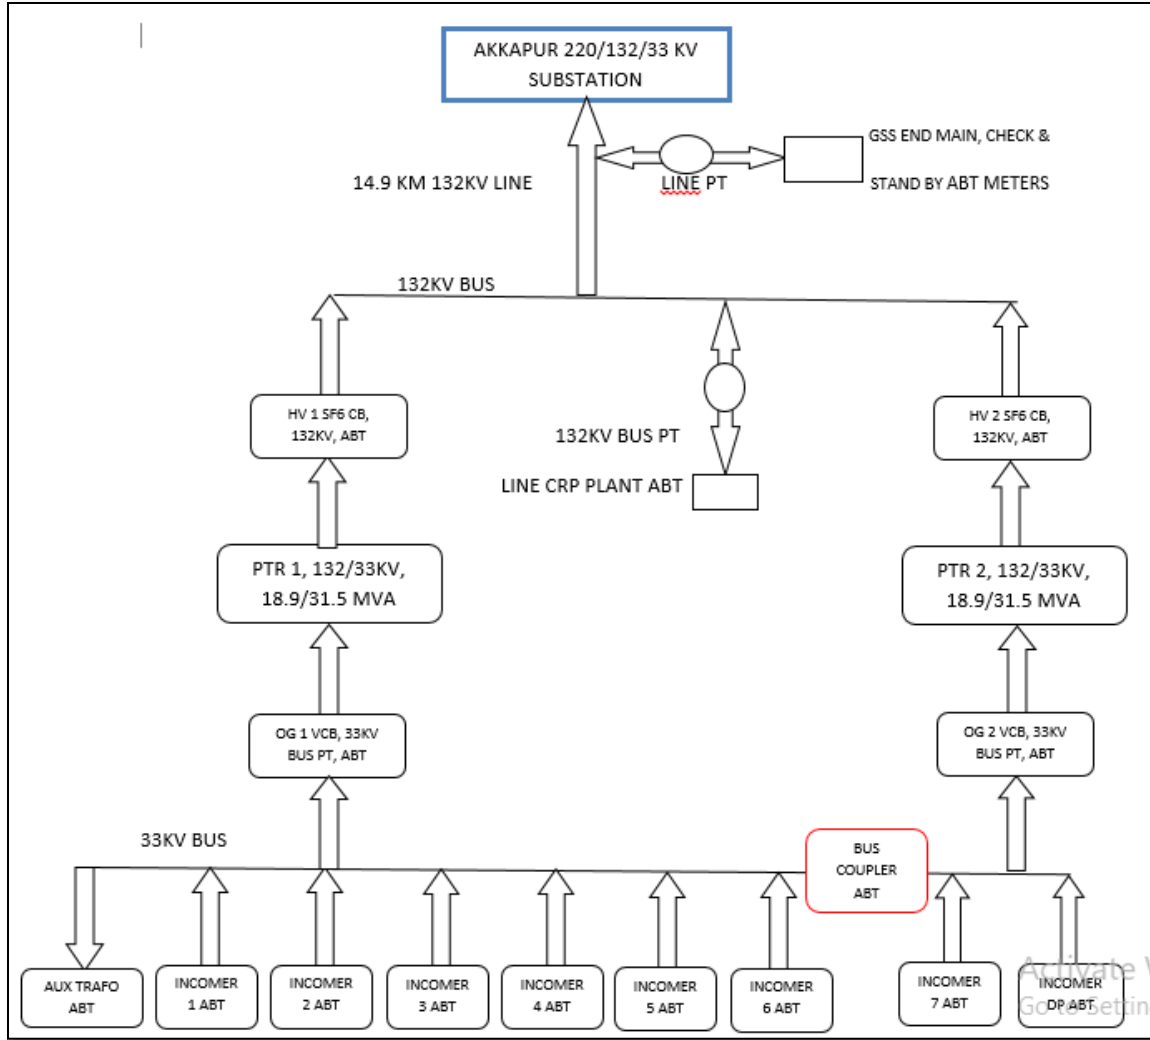 AKKAPUR 220/132/33 KV
SUBSTATION
GSS END MAIN, CHECK &
STAND BY ABT METERS
LINE PT
14.9 KM 132KV LINE
132KV BUS
HV 1 SF6 CB,
132KV, ABT
HV 2 SF6 CB,
132KV, ABT
132KV BUS PT
LINE CRP PLANT ABT
PTR 1, 132/33KV,
18.9/31.5 MVA
PTR 2, 132/33KV,
18.9/31.5 MVA
OG 1 VCB, 33KV
BUS PT, ABT
OG 2 VCB, 33KV
BUS PT, ABT
33KV BUS
BUS
COUPLER
ABT
AUX TRAFO
ABT
INCOMER
1 ABT
INCOMER
2 ABT
INCOMER
3 ABT
INCOMER
4 ABT
INCOMER
5 ABT
INCOMER
6 ABT
INCOMER
7 ABT
INCOMER
DP ABT
Activate
Go to